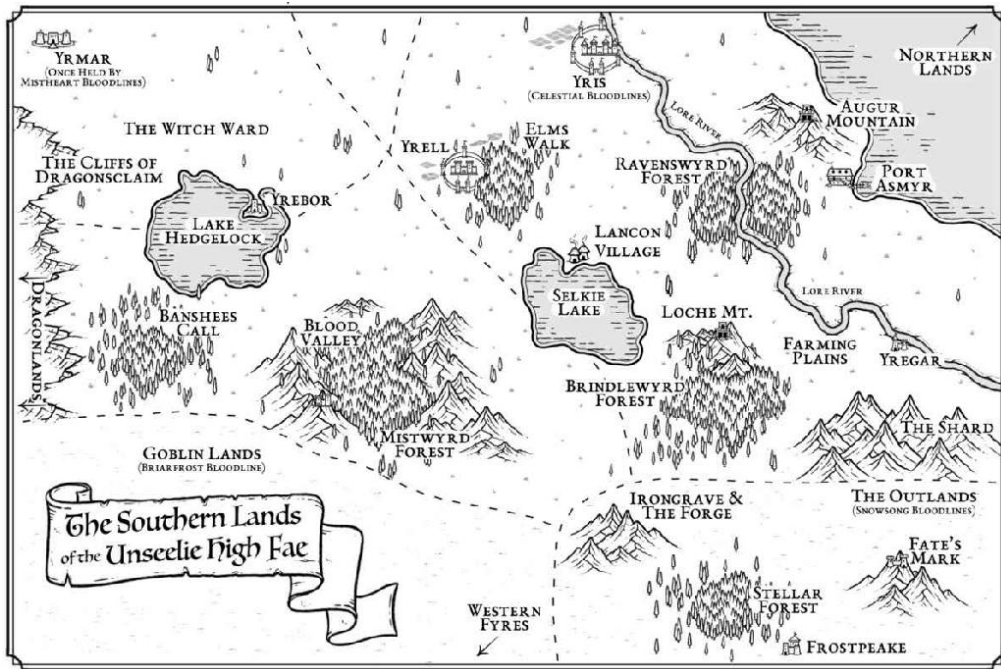 YRMAR
(ONCE HELD BY
MISTHEART BLOODLINES)
YRIS
(CELESTIAL BLOODLINES)
NORTHERN
LANDS
LORE RIVER
AUGUR
MOUNTAIN
THE WITCH WARD
ELMS
WALK
YRELL
THE CLIFFS OF
DRAGONSCLAIM
RAVENSWYRD
FOREST
PORT
ASMYR
YREBOR
LAKE
HEDGELOCK
LANCON
VILLAGE
SELKIE
LAKE
LORE RIVER
DRAGONLANDS
BANSHEES
CALL
BLOOD
VALLEY
LOCHE MT.
FARMING
PLAINS
YREGAR
BRINDLEWYRD
FOREST
MISTWYRD
FOREST
THE SHARD
GOBLIN LANDS
(BRIARFROST BLOODLINE)
IRONGRAVE &
THE FORGE
THE OUTLANDS
(SNOWSONG BLOODLINES)
The Southern Lands
of the Unseelie High Fae
FATE'S
MARK
STELLAR
FOREST
WESTERN
FYRES
FROSTPEAKE